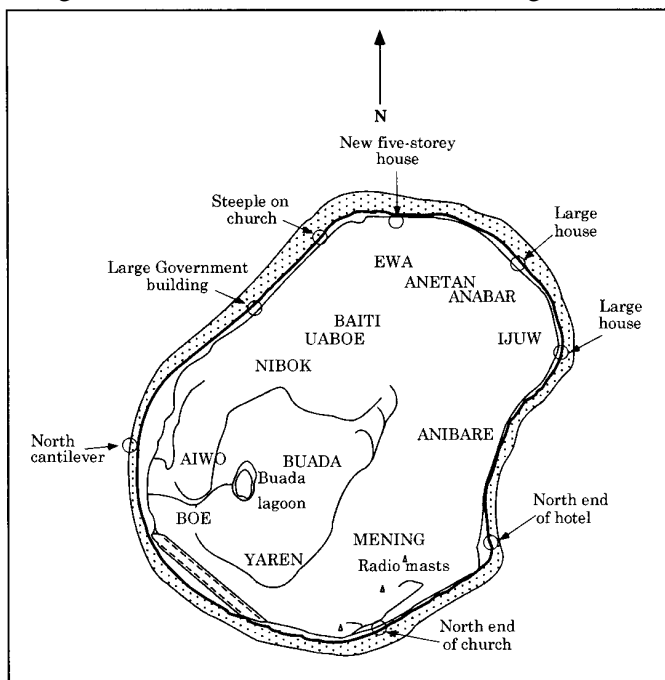 N
New five-storey
house
Steeple on
church
Large
house
Large Government
building
EWA
ANETAN
ANABAR
BAITI
UABOE
IJUW
Large
house
NIBOK
ANIBARE
North
cantilever
AIWO
BUADA
Buada
lagoon
BOE
North end
of hotel
YAREN
MENING
Radio masts
North end
of church